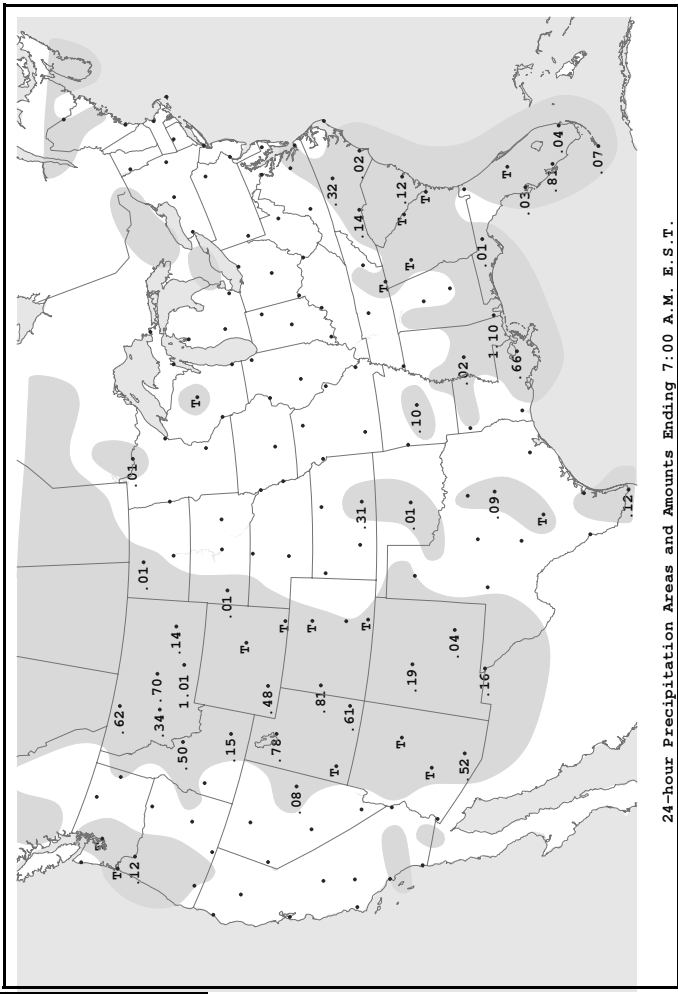 T
.62
.01
.12
.01
.34
.70
.14
.50
1.01
T
.01
.15
T
.48
.78
T
.08
T
.81
.32
T
.61
.14
.02
.31
T
T
T
.12
T
.01
T
.19
.10
T
T
.04
.52
.02
.01
.16
1.10
.09
T
.66
.03
T
.81
.04
.07
.12
24-hour Precipitation Areas and Amounts Ending 7:00 A.M. E.S.T.